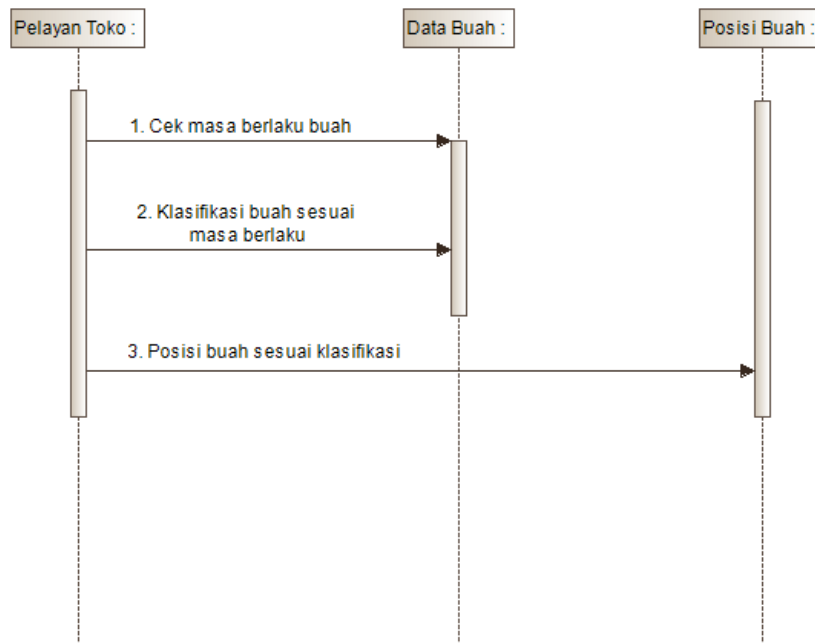 Pelayan Toko :
Data Buah :
Posisi Buah :
1. Cek masa berlaku buah
2. Klasifikasi buah sesuai
masa berlaku
3. Posisi buah sesuai klasifikasi